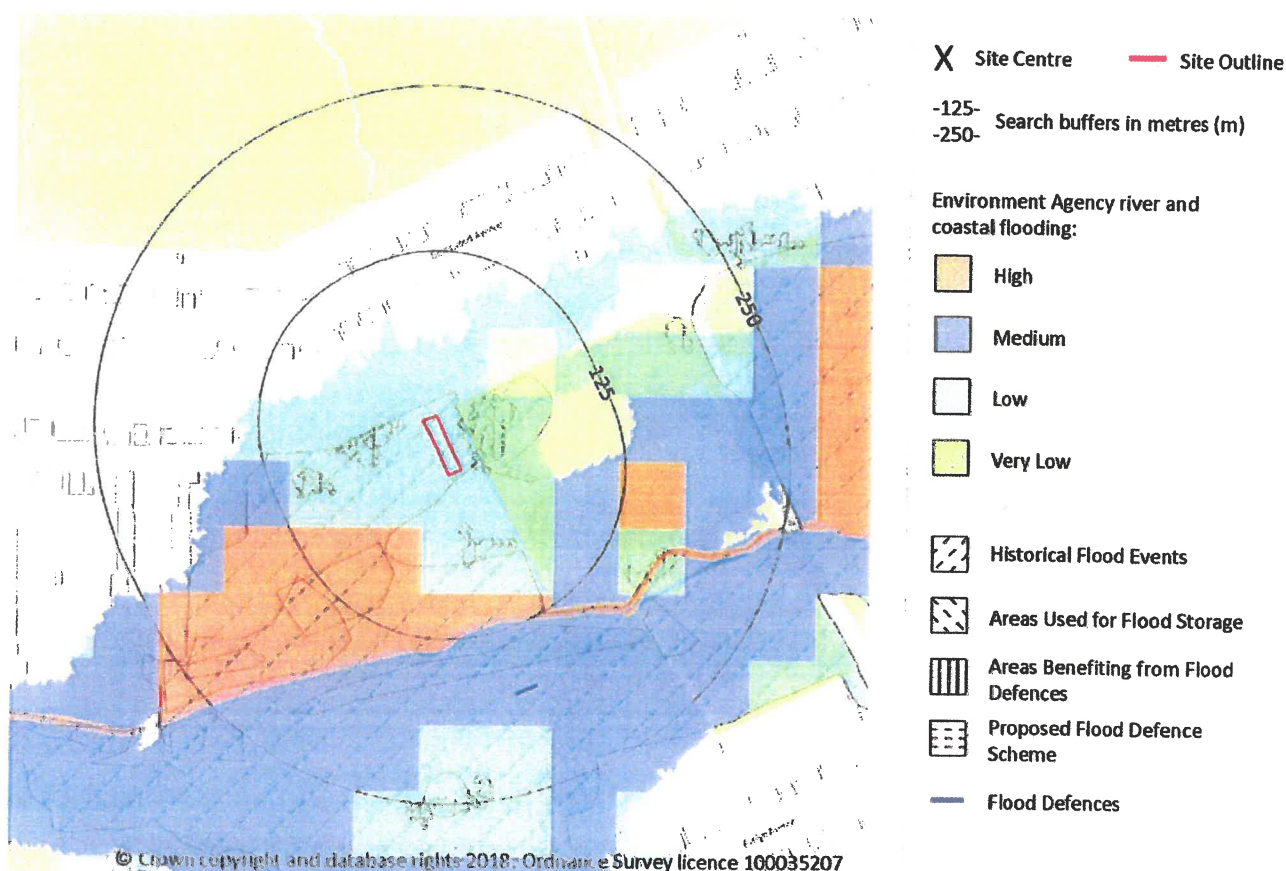 X Site Centre
Site Outline
-125-
-250-
Search buffers in metres (m)
Environment Agency river and
coastal flooding:
High
Medium
Low
Very Low
Historical Flood Events
Areas Used for Flood Storage
Areas Benefiting from Flood
Defences
Proposed Flood Defence
Scheme
Flood Defences
250
125
© Crown copyright and database rights 2018. Ordnance Survey licence 100035207